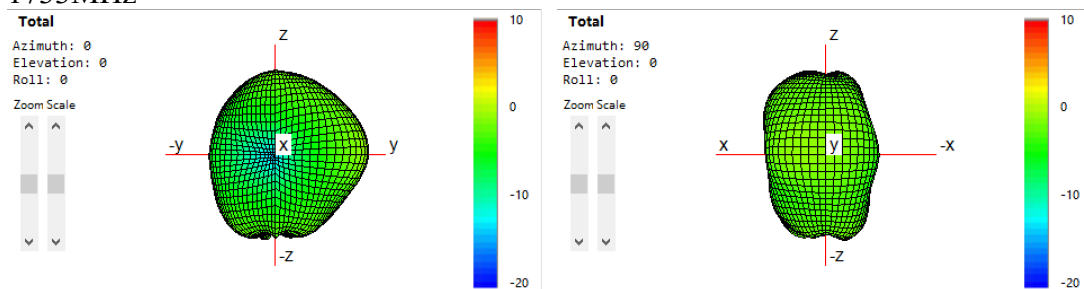 Total
Azimuth: 0
Elevation: 0
Roll: 0
Zoom Scale
z
-y
x
y
-z
10
0
-10
-20
Total
Azimuth: 90
Elevation: 0
Roll: 0
Zoom Scale
z
x
y
-x
-z
10
0
-10
-20